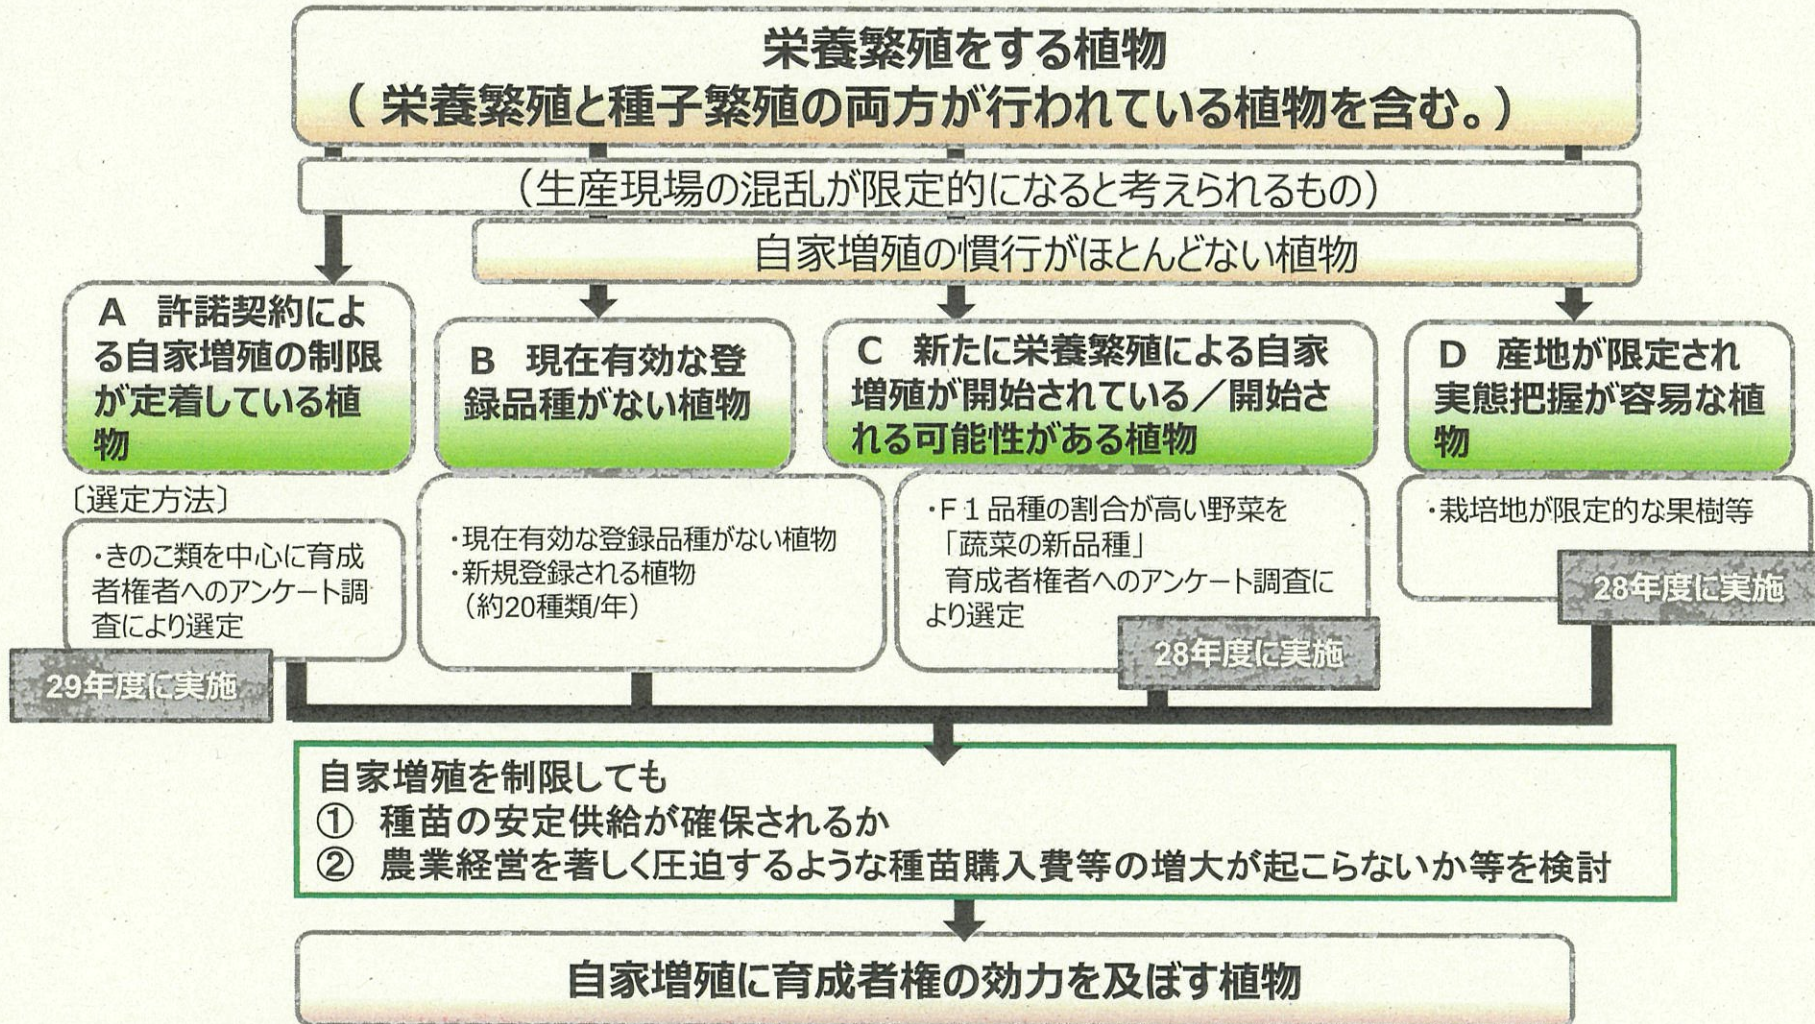 栄養繁殖をする植物
（ 栄養繁殖と種子繁殖の両方が行われている植物を含む。）
（生産現場の混乱が限定的になると考えられるもの）
自家増殖の慣行がほとんどない植物
A　許諾契約によ
る自家増殖の制限
が定着している植
物
B　現在有効な登
録品種がない植物
C　新たに栄養繁殖による自家
増殖が開始されている／開始さ
れる可能性がある植物
D　産地が限定され
実態把握が容易な植
物
〔選定方法〕
・きのこ類を中心に育成
者権者へのアンケート調
査により選定
29年度に実施
・現在有効な登録品種がない植物
・新規登録される植物
（約20種類/年）
・F１品種の割合が高い野菜を
「蔬菜の新品種」
育成者権者へのアンケート調査に
より選定
28年度に実施
・栽培地が限定的な果樹等
28年度に実施
自家増殖を制限しても
①　種苗の安定供給が確保されるか
②　農業経営を著しく圧迫するような種苗購入費等の増大が起こらないか等を検討
自家増殖に育成者権の効力を及ぼす植物